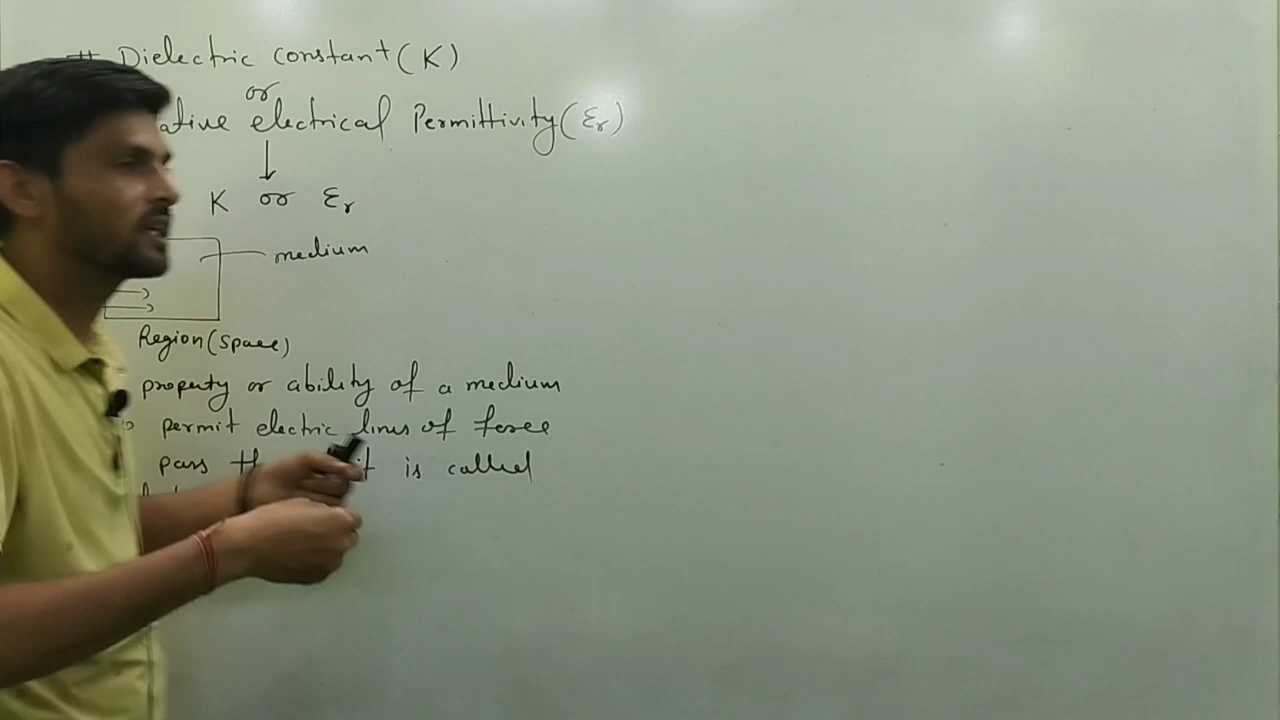 # Dielectric constant (K)
or
ative electrical Permittivity (εr)
↓
K or εr
medium
Region (space)
property or ability of a medium
permit electric lines of force
pass it is called